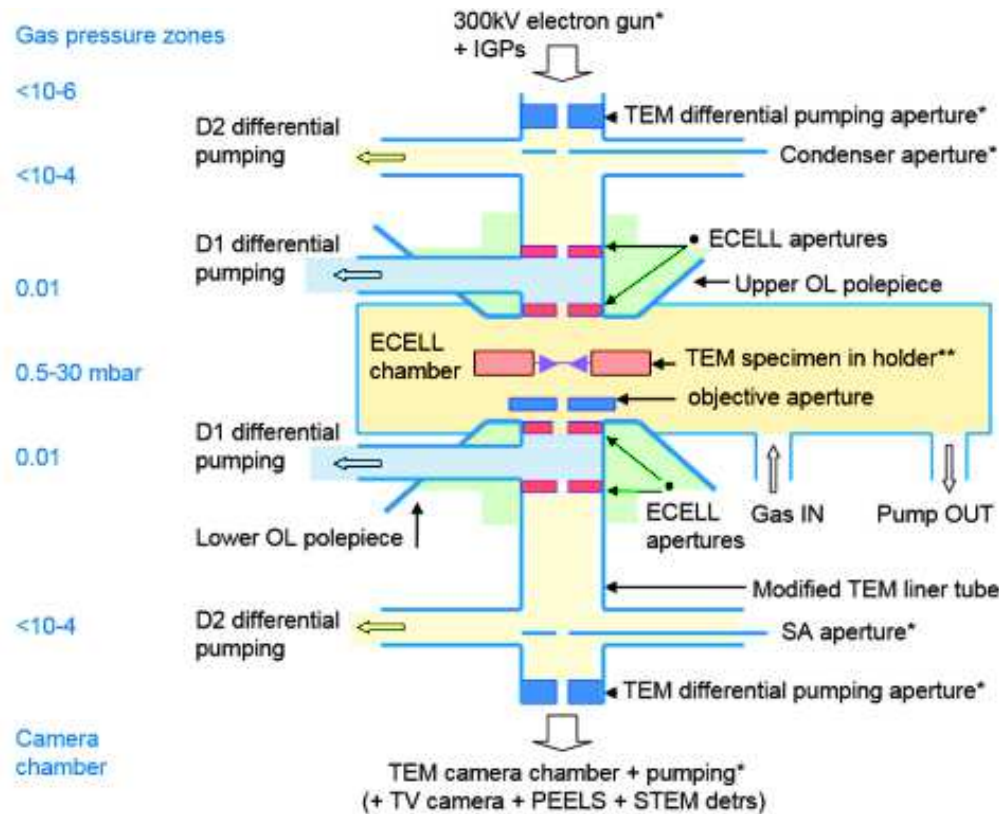 300kV electron gun*
+ IGPs
Gas pressure zones
<10-6
TEM differential pumping aperture*
D2 differential
pumping
Condenser aperture*
<10-4
D1 differential
pumping
ECELL apertures
0.01
Upper OL polepiece
ECELL
chamber
TEM specimen in holder**
0.5-30 mbar
objective aperture
D1 differential
pumping
0.01
ECELL
apertures
Gas IN
Pump OUT
Lower OL polepiece
Modified TEM liner tube
<10-4
D2 differential
pumping
SA aperture*
TEM differential pumping aperture*
Camera
chamber
TEM camera chamber + pumping*
(+ TV camera + PEELS + STEM detrs)